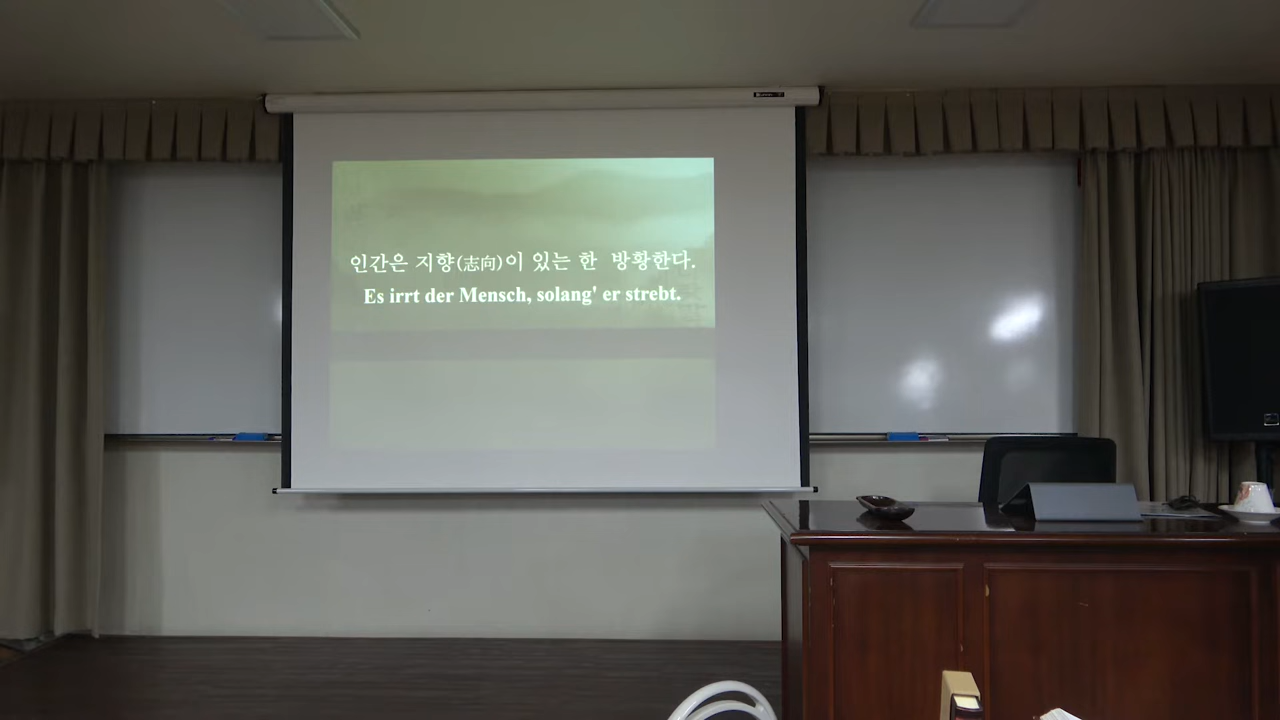 인간은 지향(志向)이 있는 한 방황한다.
Es irrt der Mensch, solang' er strebt.